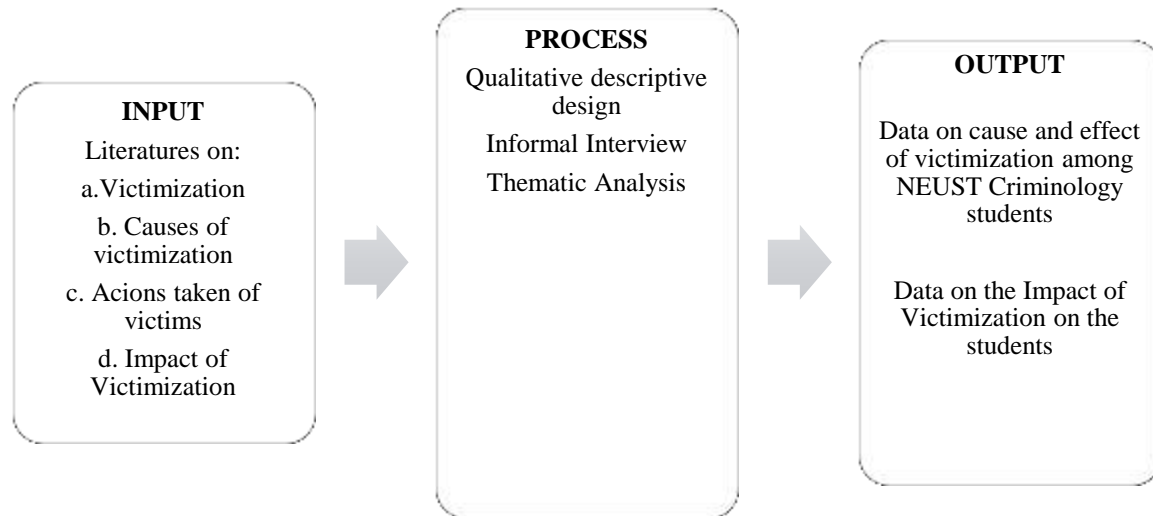 INPUT
Literatures on:
a.Victimization
b. Causes of
victimization
c. Acions taken of
victims
d. Impact of
Victimization
PROCESS
Qualitative descriptive
design
Informal Interview
Thematic Analysis
OUTPUT
Data on cause and effect
of victimization among
NEUST Criminology
students
Data on the Impact of
Victimization on the
students